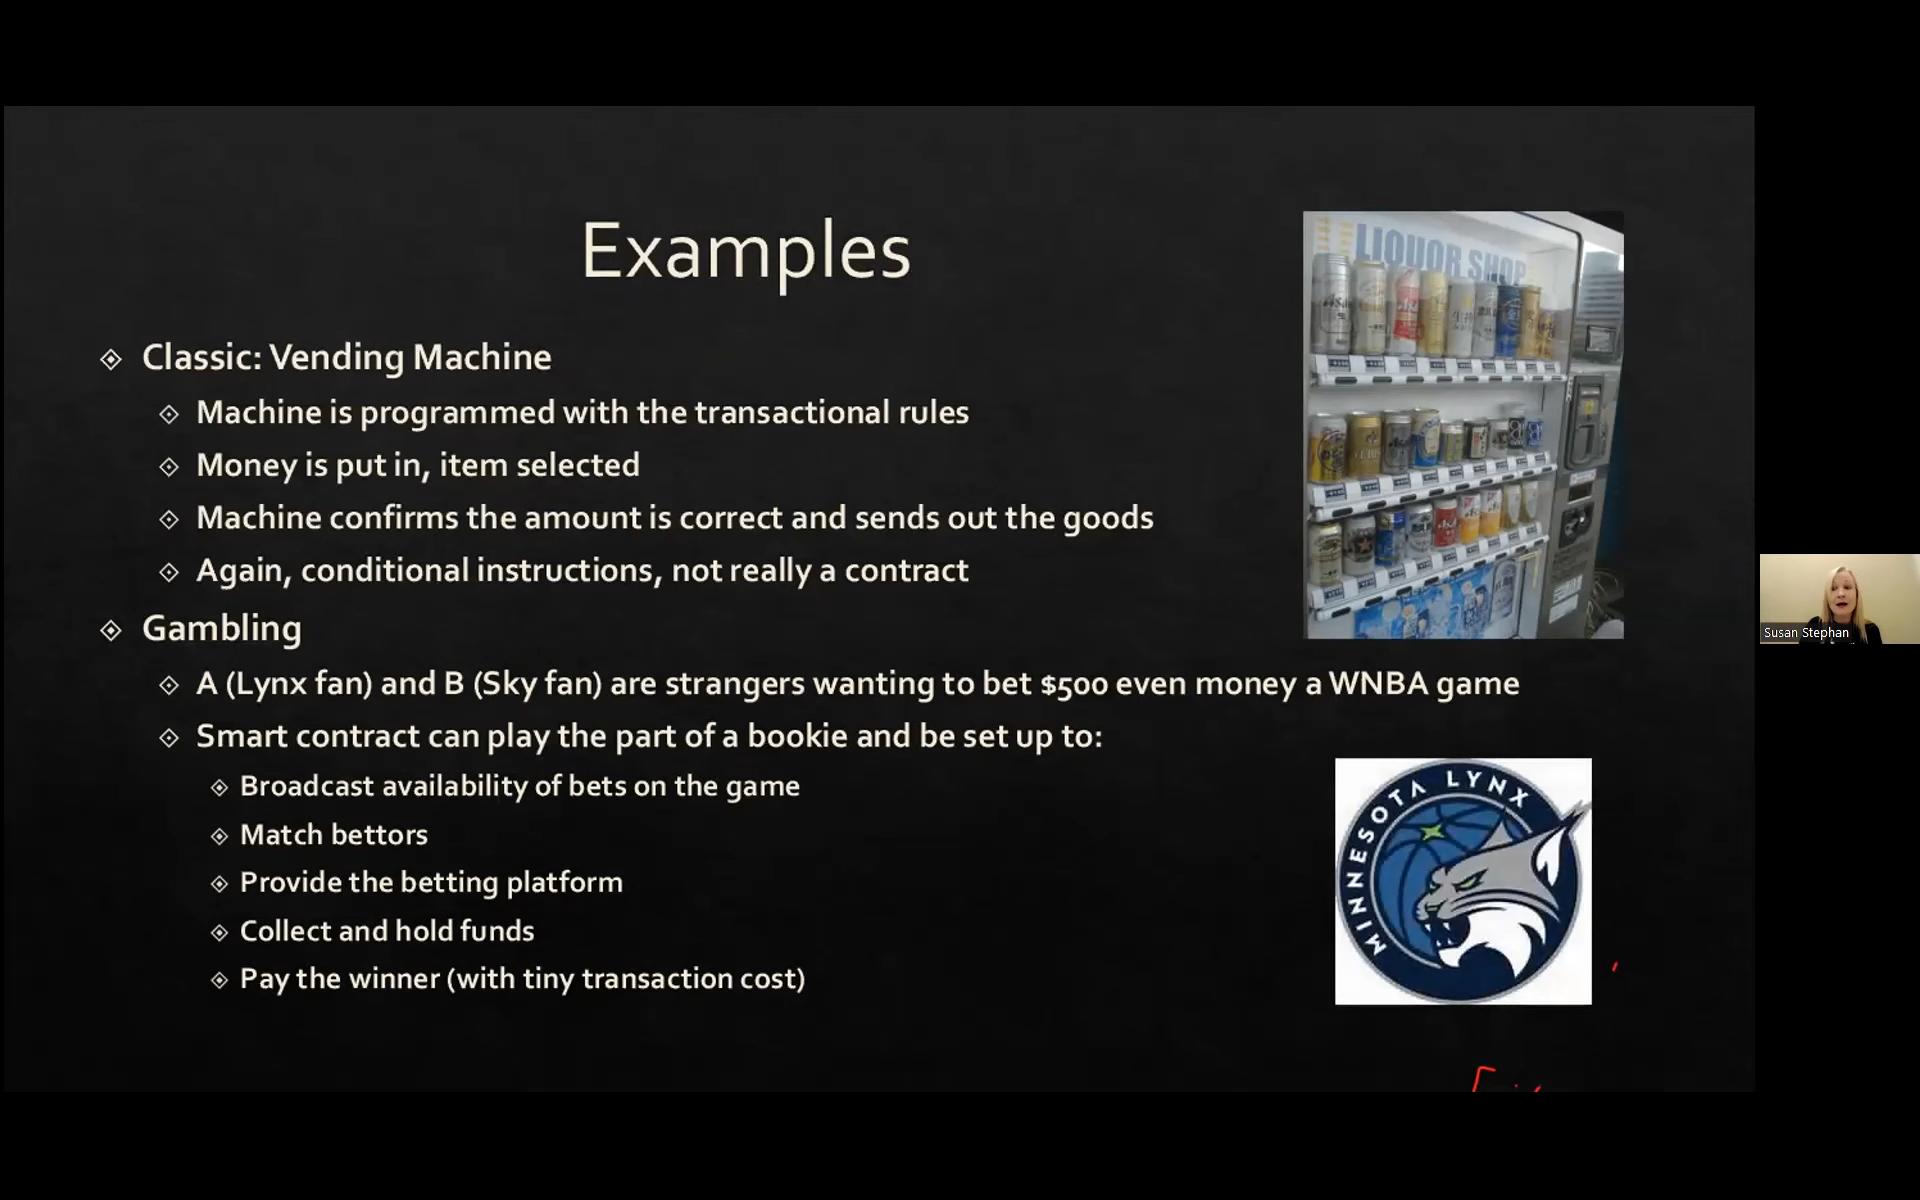 Examples
Classic: Vending Machine
Machine is programmed with the transactional rules
Money is put in, item selected
Machine confirms the amount is correct and sends out the goods
Again, conditional instructions, not really a contract
Gambling
A (Lynx fan) and B (Sky fan) are strangers wanting to bet $500 even money a WNBA game
Smart contract can play the part of a bookie and be set up to:
Broadcast availability of bets on the game
Match bettors
Provide the betting platform
Collect and hold funds
Pay the winner (with tiny transaction cost)
LIQUOR SHOP
MINNESOTA LYNX
Susan Stephan